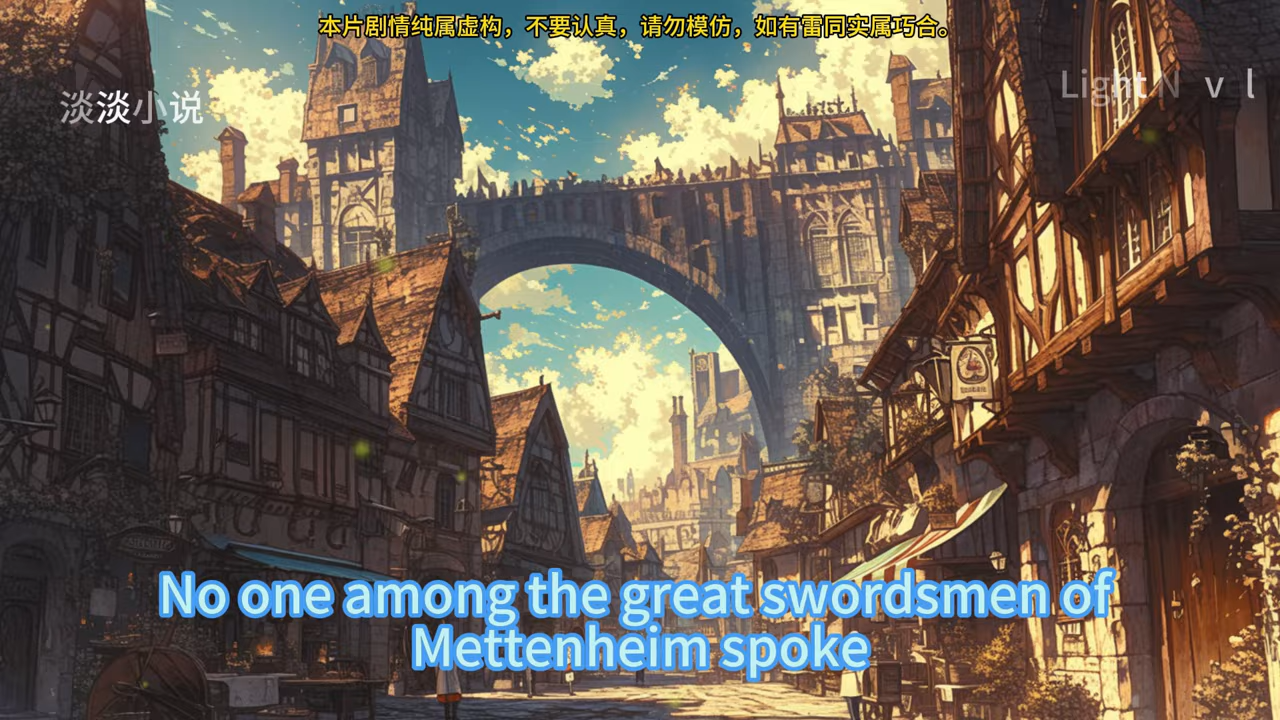 本片剧情纯属虚构，不要认真，请勿模仿，如有雷同实属巧合。
淡淡小说
Light N v l
No one among the great swordsmen of
Mettenheim spoke